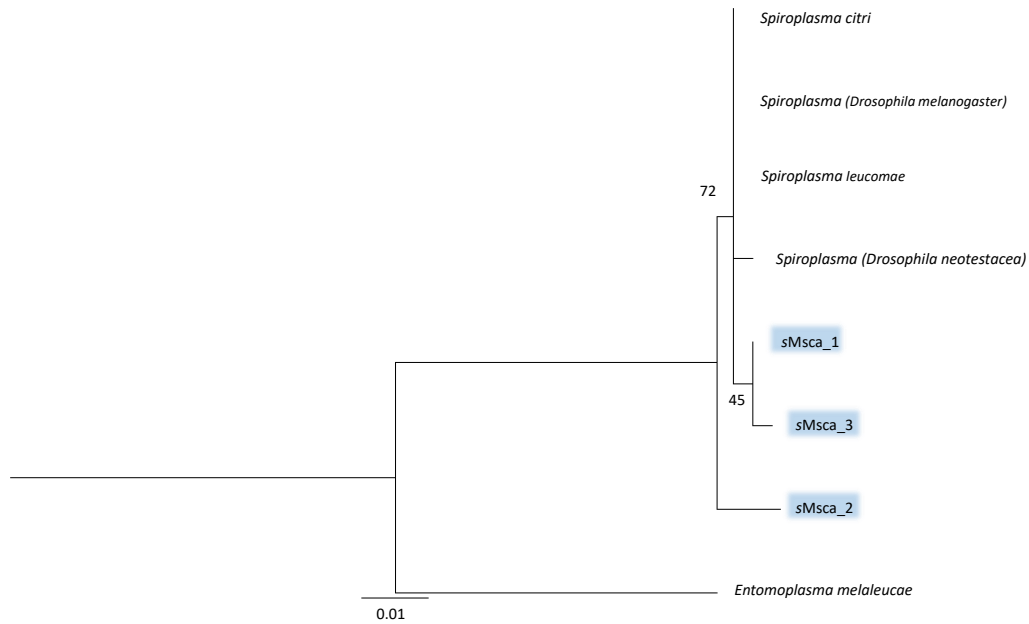 Spiroplasma citri
Spiroplasma (Drosophila melanogaster)
Spiroplasma leucomae
72
Spiroplasma (Drosophila neotestacea)
sMsca_1
45
sMsca_3
sMsca_2
Entomoplasma melaleucae
0.01